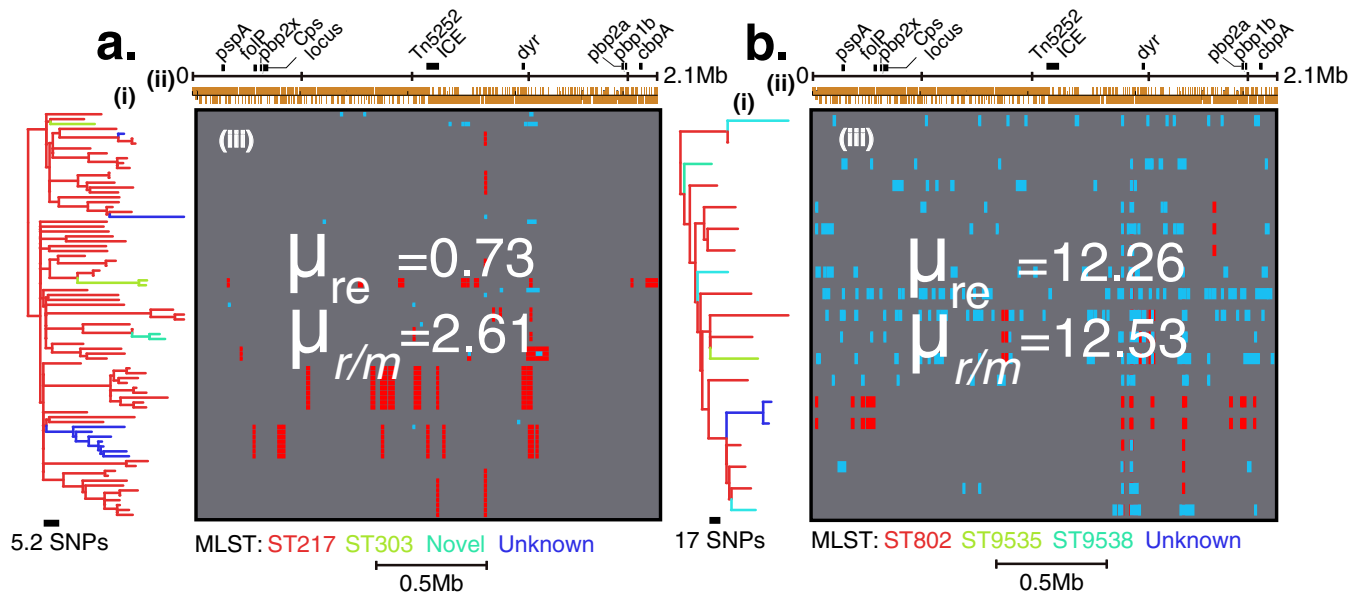 a.
pspA
folP
pbp2x
Cps
locus
Tn5252
ICE
dyr
pbp2a
pbp1b
cbpA
(ii) 0
2.1Mb
(i)
(iii)
μre =0.73
μr/m =2.61
5.2 SNPs
MLST: ST217 ST303 Novel Unknown
0.5Mb
b.
pspA
folP
pbp2x
Cps
locus
Tn5252
ICE
dyr
pbp2a
pbp1b
cbpA
(ii) 0
2.1Mb
(i)
(iii)
μre =12.26
μr/m =12.53
17 SNPs
MLST: ST802 ST9535 ST9538 Unknown
0.5Mb